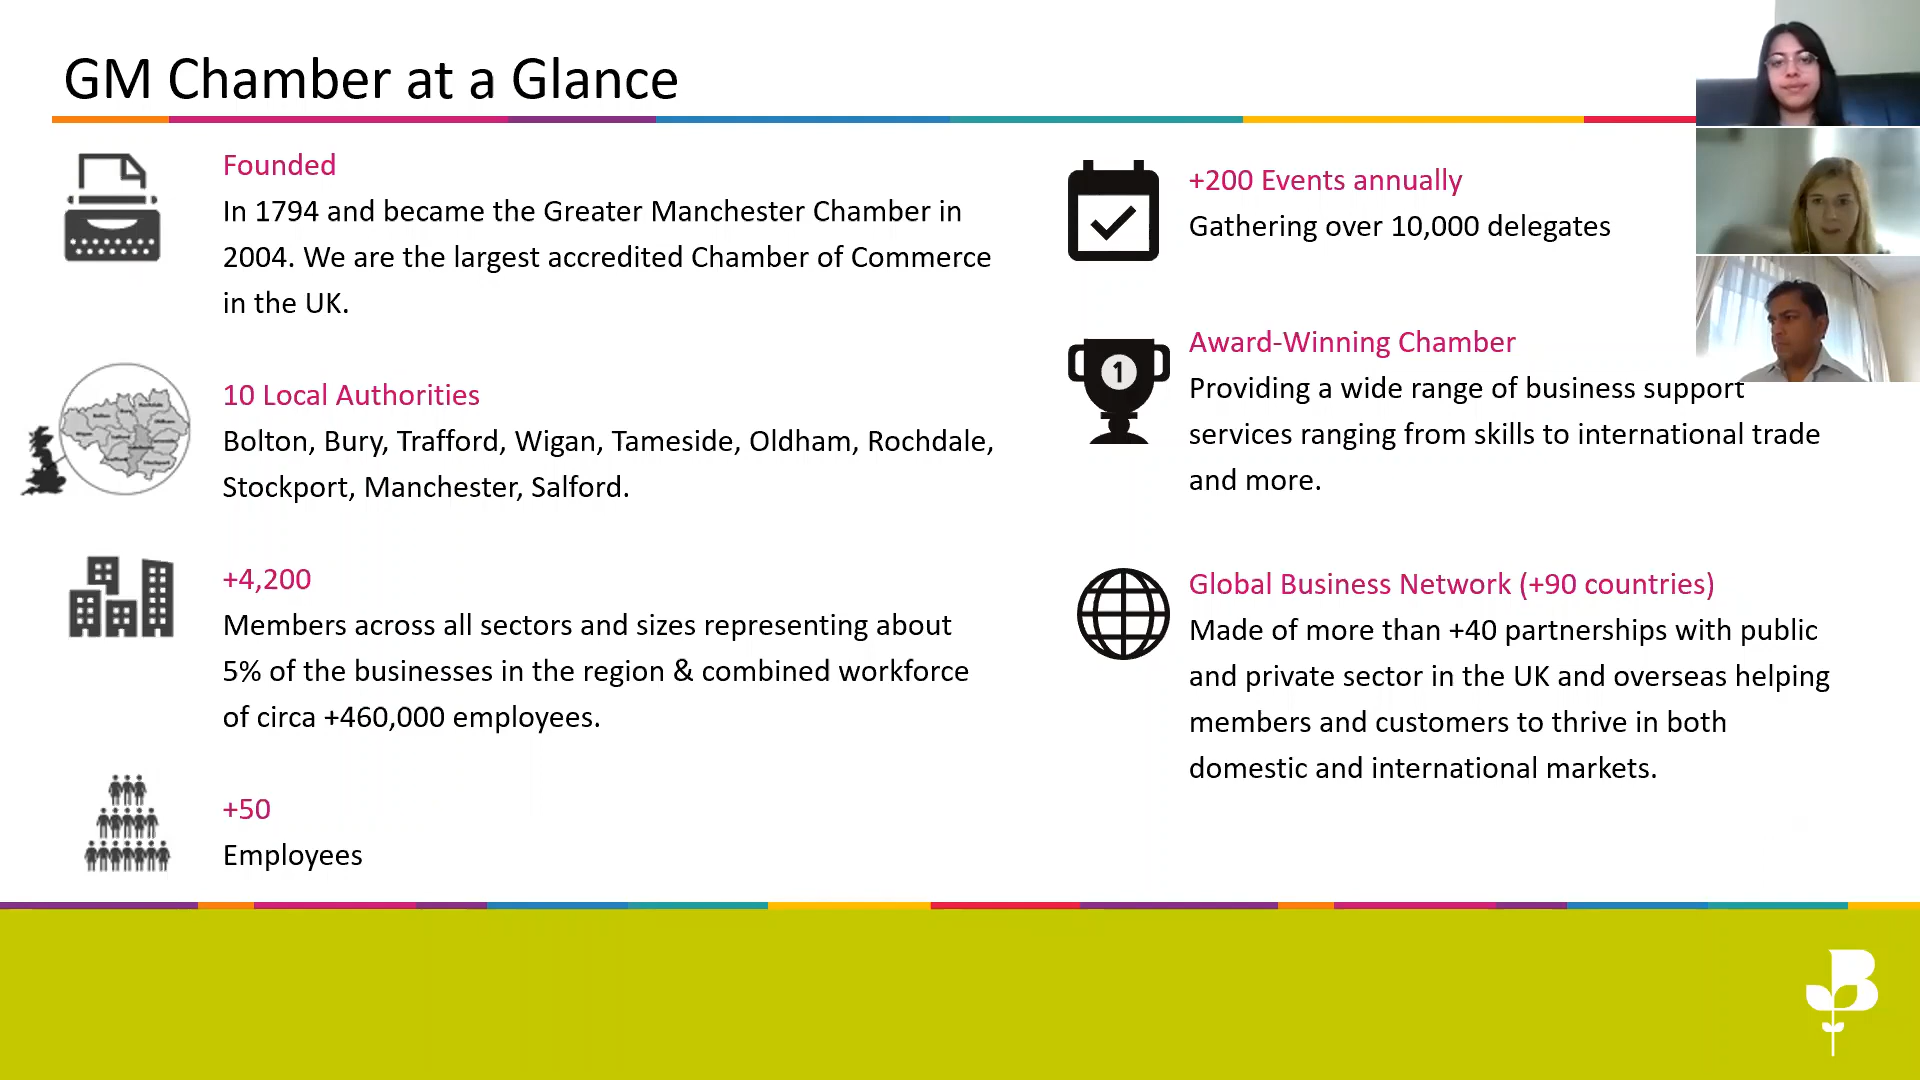 GM Chamber at a Glance
Founded
In 1794 and became the Greater Manchester Chamber in
2004. We are the largest accredited Chamber of Commerce
in the UK.
10 Local Authorities
Bolton, Bury, Trafford, Wigan, Tameside, Oldham, Rochdale,
Stockport, Manchester, Salford.
+4,200
Members across all sectors and sizes representing about
5% of the businesses in the region & combined workforce
of circa +460,000 employees.
+50
Employees
+200 Events annually
Gathering over 10,000 delegates
1
Award-Winning Chamber
Providing a wide range of business support
services ranging from skills to international trade
and more.
Global Business Network (+90 countries)
Made of more than +40 partnerships with public
and private sector in the UK and overseas helping
members and customers to thrive in both
domestic and international markets.